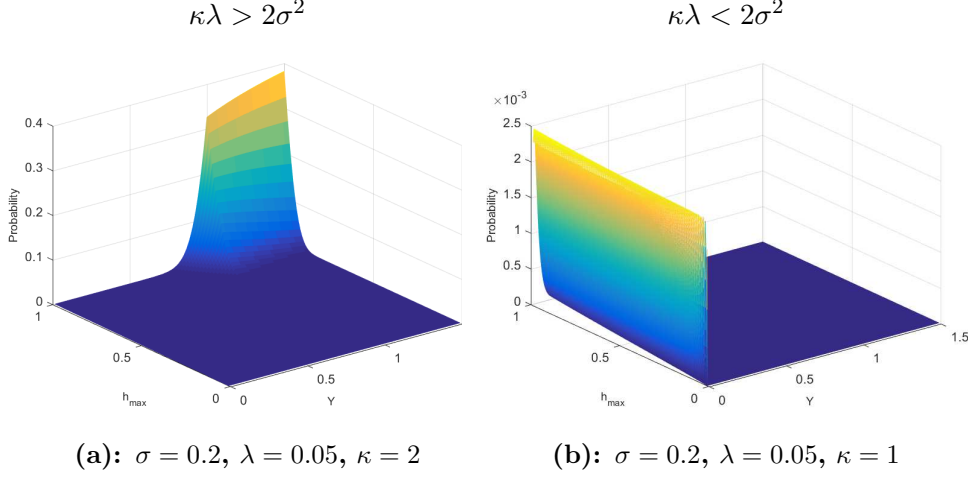 κλ > 2σ²
κλ < 2σ²
0.4
0.3
0.2
0.1
0
Probability
1
0.5
0
h_max
0
0.5
1
Y
×10⁻³
2.5
2
1.5
1
0.5
0
Probability
1
0.5
0
h_max
0
0.5
1
1.5
Y
(a): σ = 0.2, λ = 0.05, κ = 2
(b): σ = 0.2, λ = 0.05, κ = 1